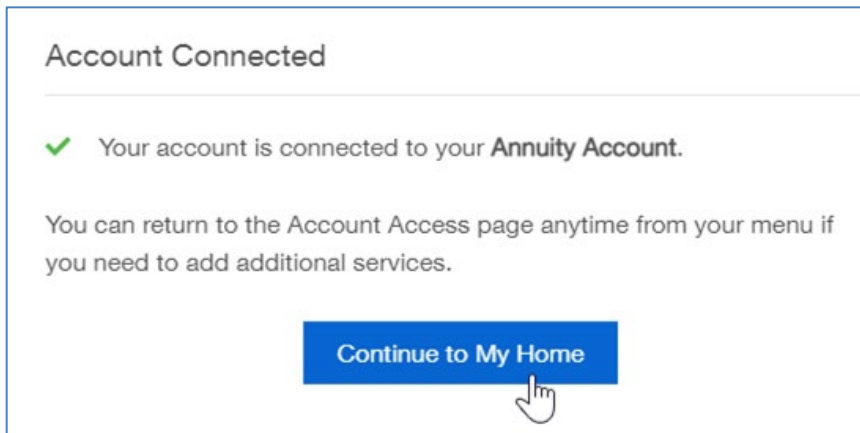 Account Connected
Your account is connected to your Annuity Account.
You can return to the Account Access page anytime from your menu if
you need to add additional services.
Continue to My Home